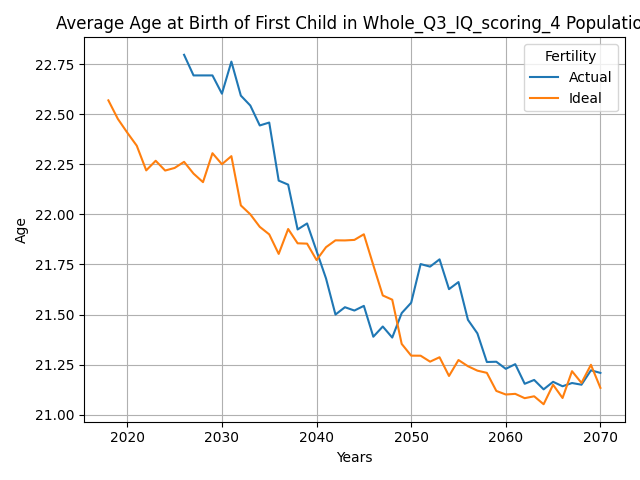 Average Age at Birth of First Child in Whole_Q3_IQ_scoring_4 Populatio
Fertility
Actual
Ideal
22.75
22.50
22.25
22.00
21.75
21.50
21.25
21.00
Age
2020 2030 2040 2050 2060 2070
Years